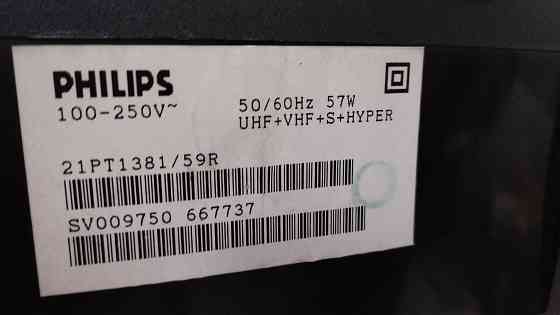 PHILIPS
100-250V~
50/60Hz 57W
UHF+VHF+S+HYPER
21PT1381/59R
SV009750 667737